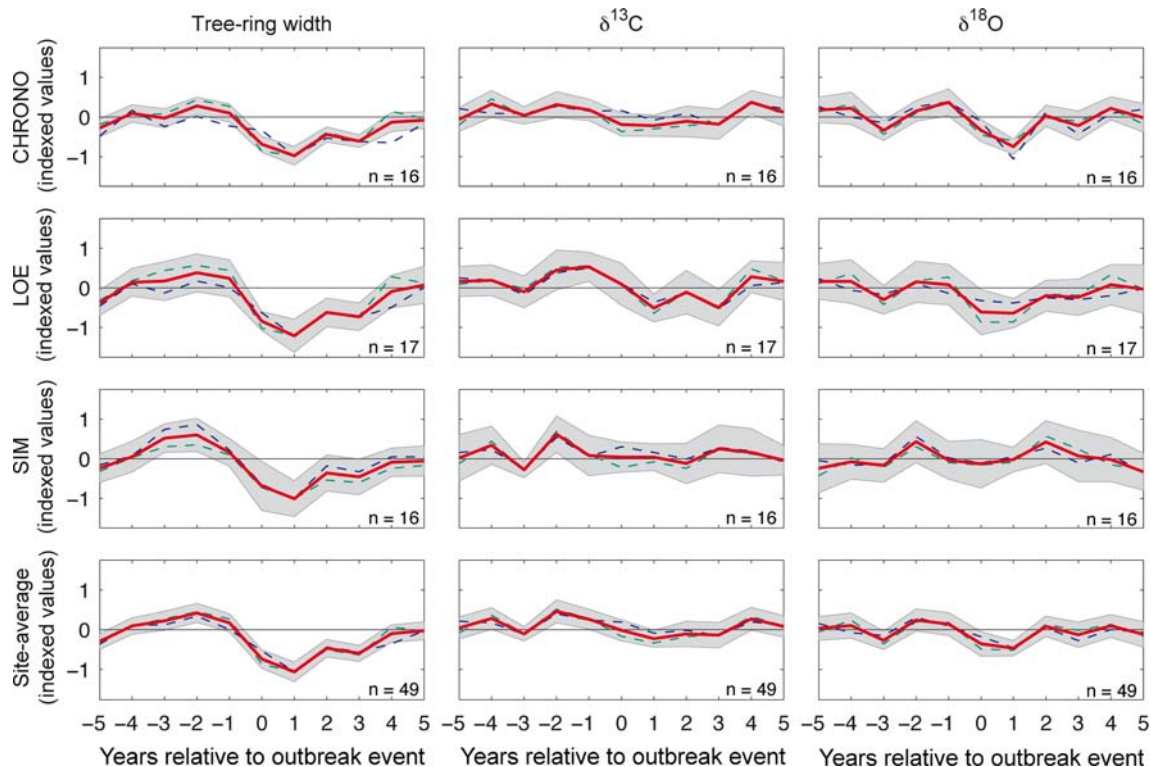 Tree-ring width δ¹³C δ¹⁸O
CHRONO
(indexed values)
1
0
−1
n = 16 n = 16 n = 16
LOE
(indexed values)
1
0
−1
n = 17 n = 17 n = 17
SIM
(indexed values)
1
0
−1
n = 16 n = 16 n = 16
Site-average
(indexed values)
1
0
−1
n = 49 n = 49 n = 49
−5 −4 −3 −2 −1 0 1 2 3 4 5 −5 −4 −3 −2 −1 0 1 2 3 4 5 −5 −4 −3 −2 −1 0 1 2 3 4 5
Years relative to outbreak event Years relative to outbreak event Years relative to outbreak event